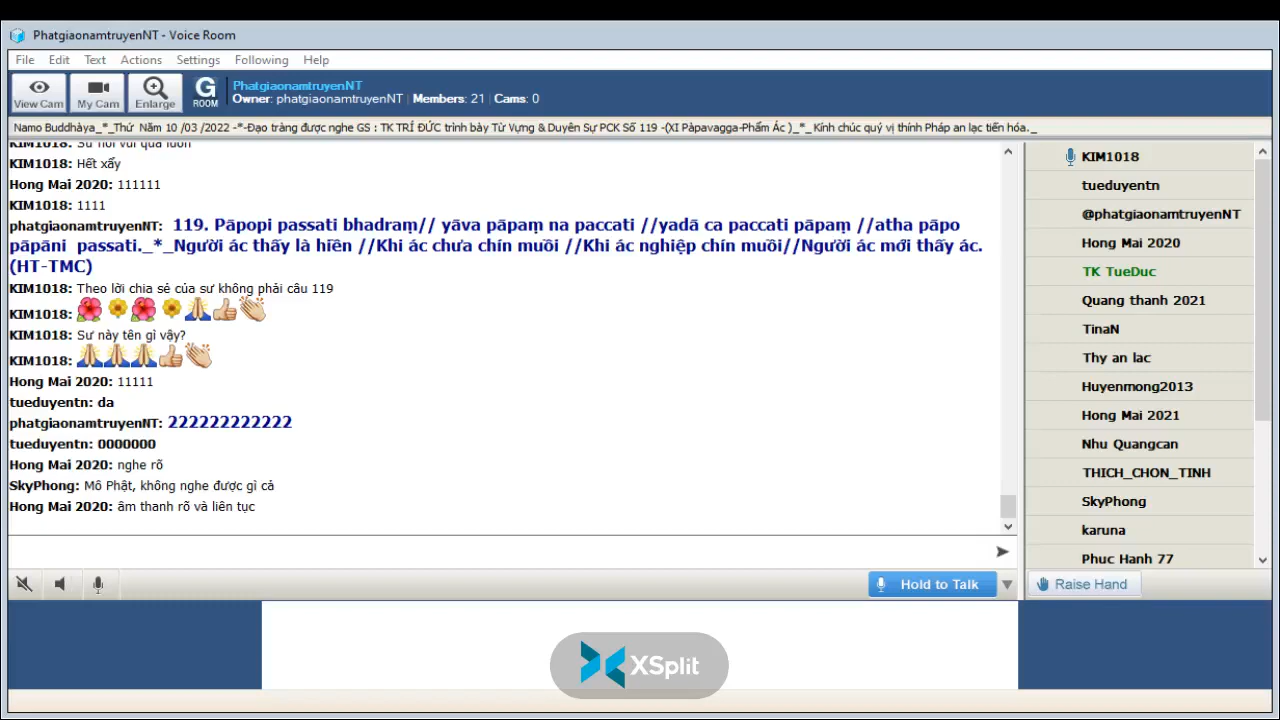 PhatgiaonamtruyenNT - Voice Room
File Edit Text Actions Settings Following Help
View Cam My Cam Enlarge G ROOM
PhatgiaonamtruyenNT
Owner: phatgiaonamtruyenNT | Members: 21 | Cams: 0
Namo Buddhàya_*_Thứ Năm 10 /03 /2022 -*-Đạo tràng được nghe GS : TK TRÍ ĐỨC trình bày Từ Vựng & Duyên Sự PCK Số 119 -(XI Pàpavagga-Phẩm Ác )_*_ Kính chúc quý vị thính Pháp an lạc tiến hóa._
KIM1018: Sư nói vui quá luôn
KIM1018: Hết xẩy
Hong Mai 2020: 111111
KIM1018: 1111
phatgiaonamtruyenNT: 119. Pāpopi passati bhadraṃ// yāva pāpaṃ na paccati //yadā ca paccati pāpaṃ //atha pāpo
pāpāni passati._*_Người ác thấy là hiền //Khi ác chưa chín muồi //Khi ác nghiệp chín muồi//Người ác mới thấy ác.
(HT-TMC)
KIM1018: Theo lời chia sẻ của sư không phải câu 119
KIM1018:
KIM1018: Sư này tên gì vậy?
KIM1018:
Hong Mai 2020: 11111
tueduyentn: da
phatgiaonamtruyenNT: 222222222222
tueduyentn: 0000000
Hong Mai 2020: nghe rõ
SkyPhong: Mô Phật, không nghe được gì cả
Hong Mai 2020: âm thanh rõ và liên tục
KIM1018
tueduyentn
@phatgiaonamtruyenNT
Hong Mai 2020
TK TueDuc
Quang thanh 2021
TinaN
Thy an lac
Huyenmong2013
Hong Mai 2021
Nhu Quangcan
THICH_CHON_TINH
SkyPhong
karuna
Phuc Hanh 77
Hold to Talk
Raise Hand
XSplit